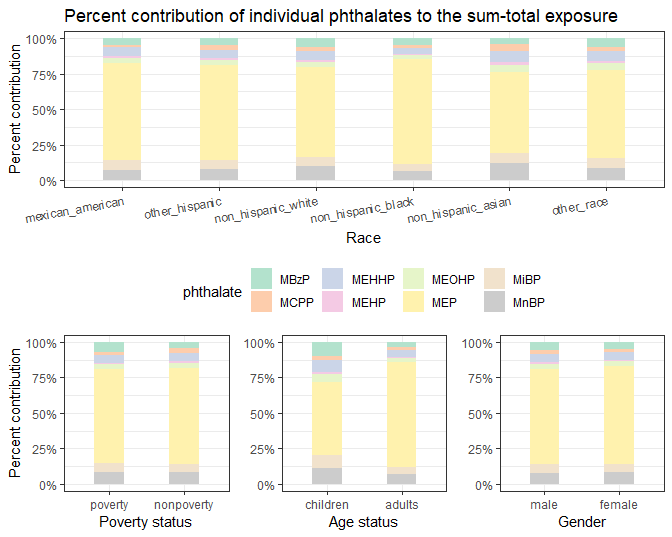 Percent contribution of individual phthalates to the sum-total exposure
Percent contribution
100%
75%
50%
25%
0%
mexican_american
other_hispanic
non_hispanic_white
non_hispanic_black
non_hispanic_asian
other_race
Race
phthalate
MBzP
MEHHP
MEOHP
MiBP
MCPP
MEHP
MEP
MnBP
Percent contribution
100%
75%
50%
25%
0%
poverty
nonpoverty
Poverty status
100%
75%
50%
25%
0%
children
adults
Age status
100%
75%
50%
25%
0%
male
female
Gender